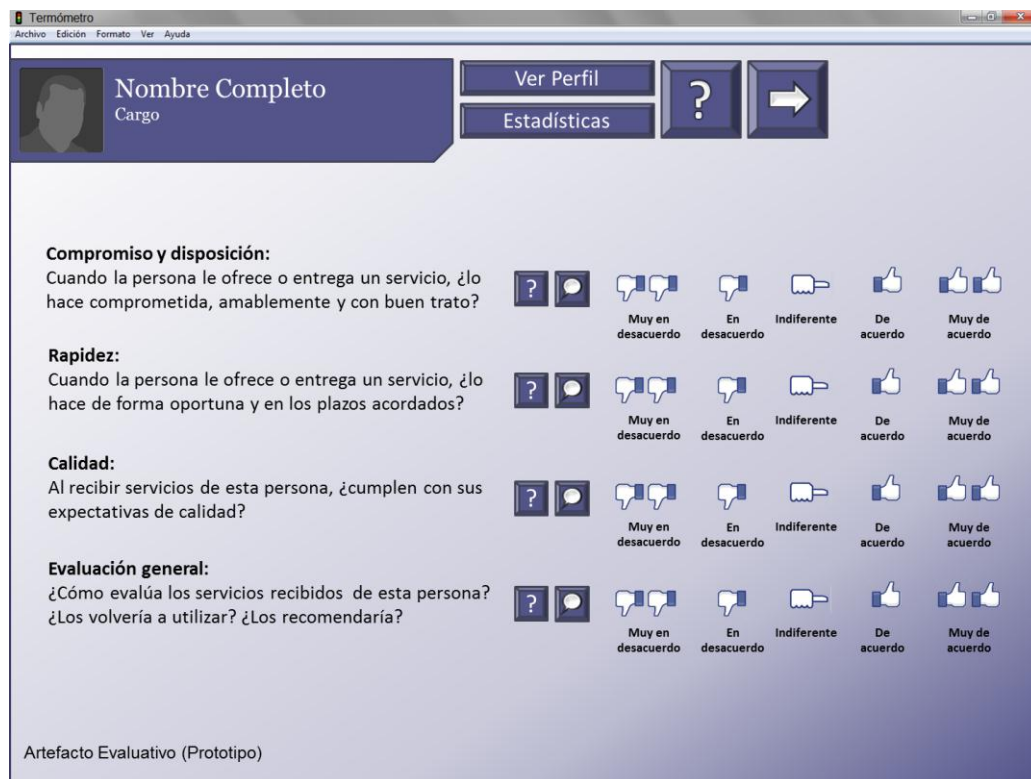 Termómetro
Archivo Edición Formato Ver Ayuda
Nombre Completo
Cargo
Ver Perfil
Estadísticas
?
Compromiso y disposición:
Cuando la persona le ofrece o entrega un servicio, ¿lo
hace comprometida, amablemente y con buen trato?
?
Muy en
desacuerdo
En
desacuerdo
Indiferente
De
acuerdo
Muy de
acuerdo
Rapidez:
Cuando la persona le ofrece o entrega un servicio, ¿lo
hace de forma oportuna y en los plazos acordados?
?
Muy en
desacuerdo
En
desacuerdo
Indiferente
De
acuerdo
Muy de
acuerdo
Calidad:
Al recibir servicios de esta persona, ¿cumplen con sus
expectativas de calidad?
?
Muy en
desacuerdo
En
desacuerdo
Indiferente
De
acuerdo
Muy de
acuerdo
Evaluación general:
¿Cómo evalúa los servicios recibidos de esta persona?
¿Los volvería a utilizar? ¿Los recomendaría?
?
Muy en
desacuerdo
En
desacuerdo
Indiferente
De
acuerdo
Muy de
acuerdo
Artefacto Evaluativo (Prototipo)